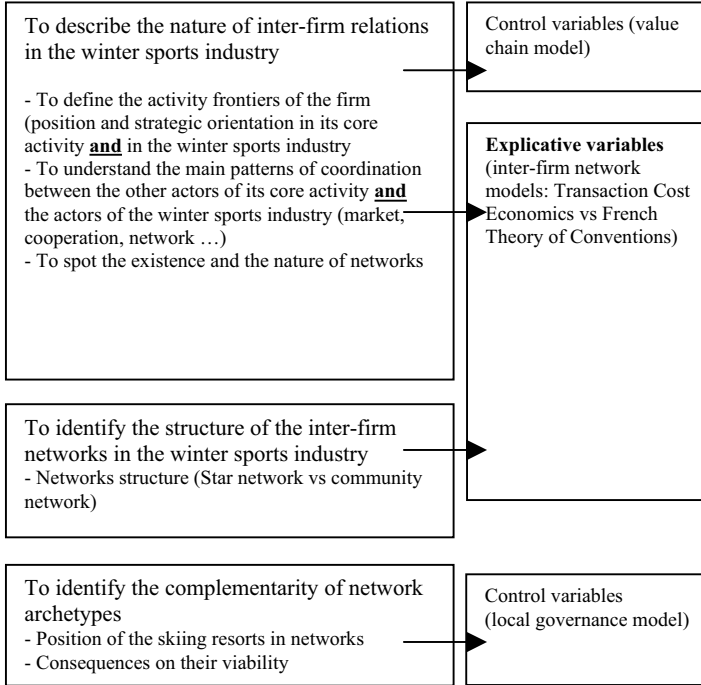 To describe the nature of inter-firm relations
in the winter sports industry
- To define the activity frontiers of the firm
(position and strategic orientation in its core
activity and in the winter sports industry
- To understand the main patterns of coordination
between the other actors of its core activity and
the actors of the winter sports industry (market,
cooperation, network …)
- To spot the existence and the nature of networks
Control variables (value
chain model)
Explicative variables
(inter-firm network
models: Transaction Cost
Economics vs French
Theory of Conventions)
To identify the structure of the inter-firm
networks in the winter sports industry
- Networks structure (Star network vs community
network)
To identify the complementarity of network
archetypes
- Position of the skiing resorts in networks
- Consequences on their viability
Control variables
(local governance model)